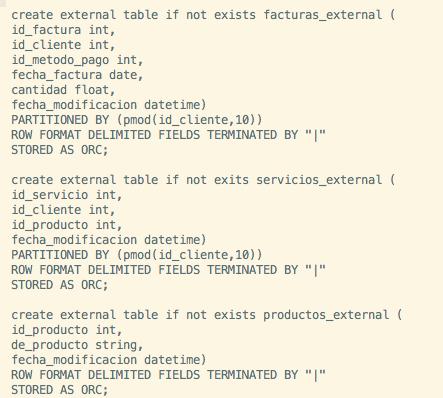 create external table if not exists facturas_external (
id_factura int,
id_cliente int,
id_metodo_pago int,
fecha_factura date,
cantidad float,
fecha_modificacion datetime)
PARTITIONED BY (pmod(id_cliente,10))
ROW FORMAT DELIMITED FIELDS TERMINATED BY "|"
STORED AS ORC;
create external table if not exits servicios_external (
id_servicio int,
id_cliente int,
id_producto int,
fecha_modificacion datetime)
PARTITIONED BY (pmod(id_cliente,10))
ROW FORMAT DELIMITED FIELDS TERMINATED BY "|"
STORED AS ORC;
create external table if not exists productos_external (
id_producto int,
de_producto string,
fecha_modificacion datetime)
ROW FORMAT DELIMITED FIELDS TERMINATED BY "|"
STORED AS ORC;